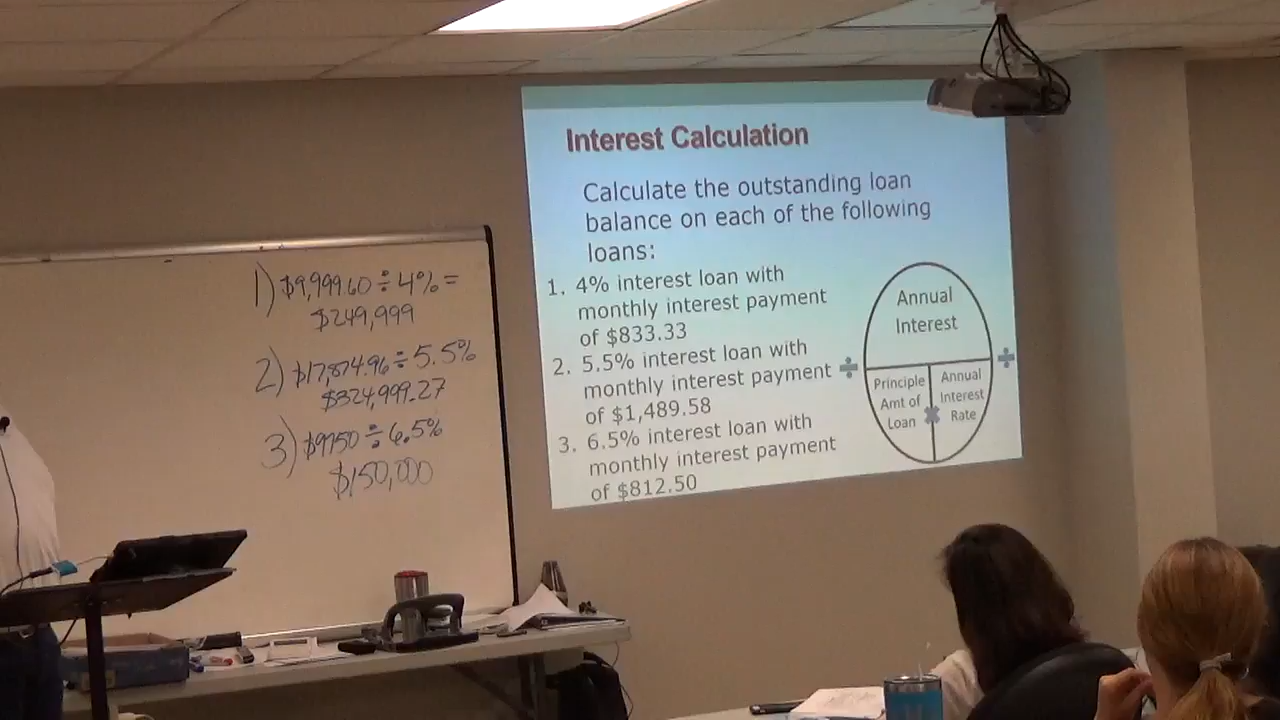 1) $9,999.60 ÷ 4% =
$249,999
2) $17,874.96 ÷ 5.5%
$324,999.27
3) $9750 ÷ 6.5%
$150,000
Interest Calculation
Calculate the outstanding loan
balance on each of the following
loans:
1. 4% interest loan with
monthly interest payment
of $833.33
2. 5.5% interest loan with
monthly interest payment
of $1,489.58
3. 6.5% interest loan with
monthly interest payment
of $812.50
Annual
Interest
÷
÷
Principle
Amt of
Loan
×
Annual
Interest
Rate